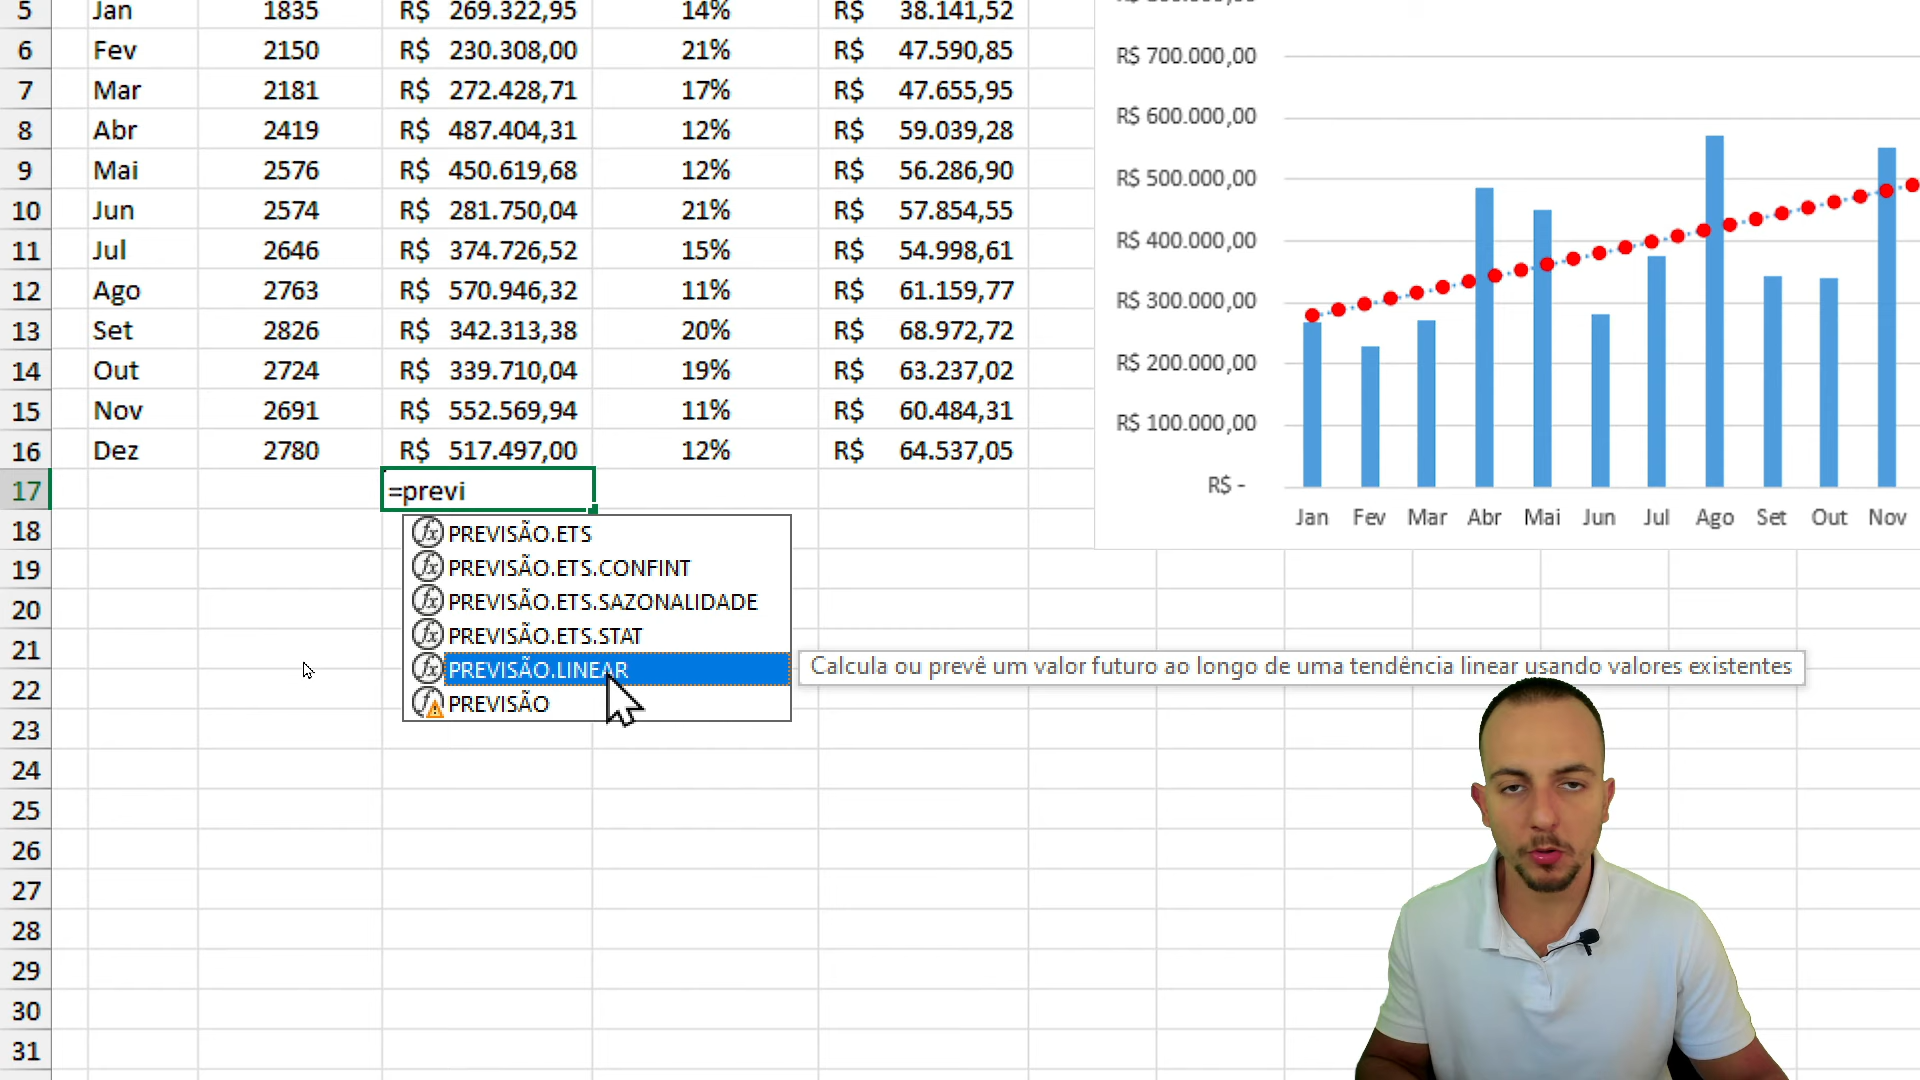 5 Jan 1835 R$ 269.322,95 14% R$ 38.141,52
6 Fev 2150 R$ 230.308,00 21% R$ 47.590,85
7 Mar 2181 R$ 272.428,71 17% R$ 47.655,95
8 Abr 2419 R$ 487.404,31 12% R$ 59.039,28
9 Mai 2576 R$ 450.619,68 12% R$ 56.286,90
10 Jun 2574 R$ 281.750,04 21% R$ 57.854,55
11 Jul 2646 R$ 374.726,52 15% R$ 54.998,61
12 Ago 2763 R$ 570.946,32 11% R$ 61.159,77
13 Set 2826 R$ 342.313,38 20% R$ 68.972,72
14 Out 2724 R$ 339.710,04 19% R$ 63.237,02
15 Nov 2691 R$ 552.569,94 11% R$ 60.484,31
16 Dez 2780 R$ 517.497,00 12% R$ 64.537,05
17 =previ
18
19
20
21
22
23
24
25
26
27
28
29
30
31
PREVISÃO.ETS
PREVISÃO.ETS.CONFINT
PREVISÃO.ETS.SAZONALIDADE
PREVISÃO.ETS.STAT
PREVISÃO.LINEAR
PREVISÃO
Calcula ou prevê um valor futuro ao longo de uma tendência linear usando valores existentes
R$ 700.000,00
R$ 600.000,00
R$ 500.000,00
R$ 400.000,00
R$ 300.000,00
R$ 200.000,00
R$ 100.000,00
R$ -
Jan Fev Mar Abr Mai Jun Jul Ago Set Out Nov